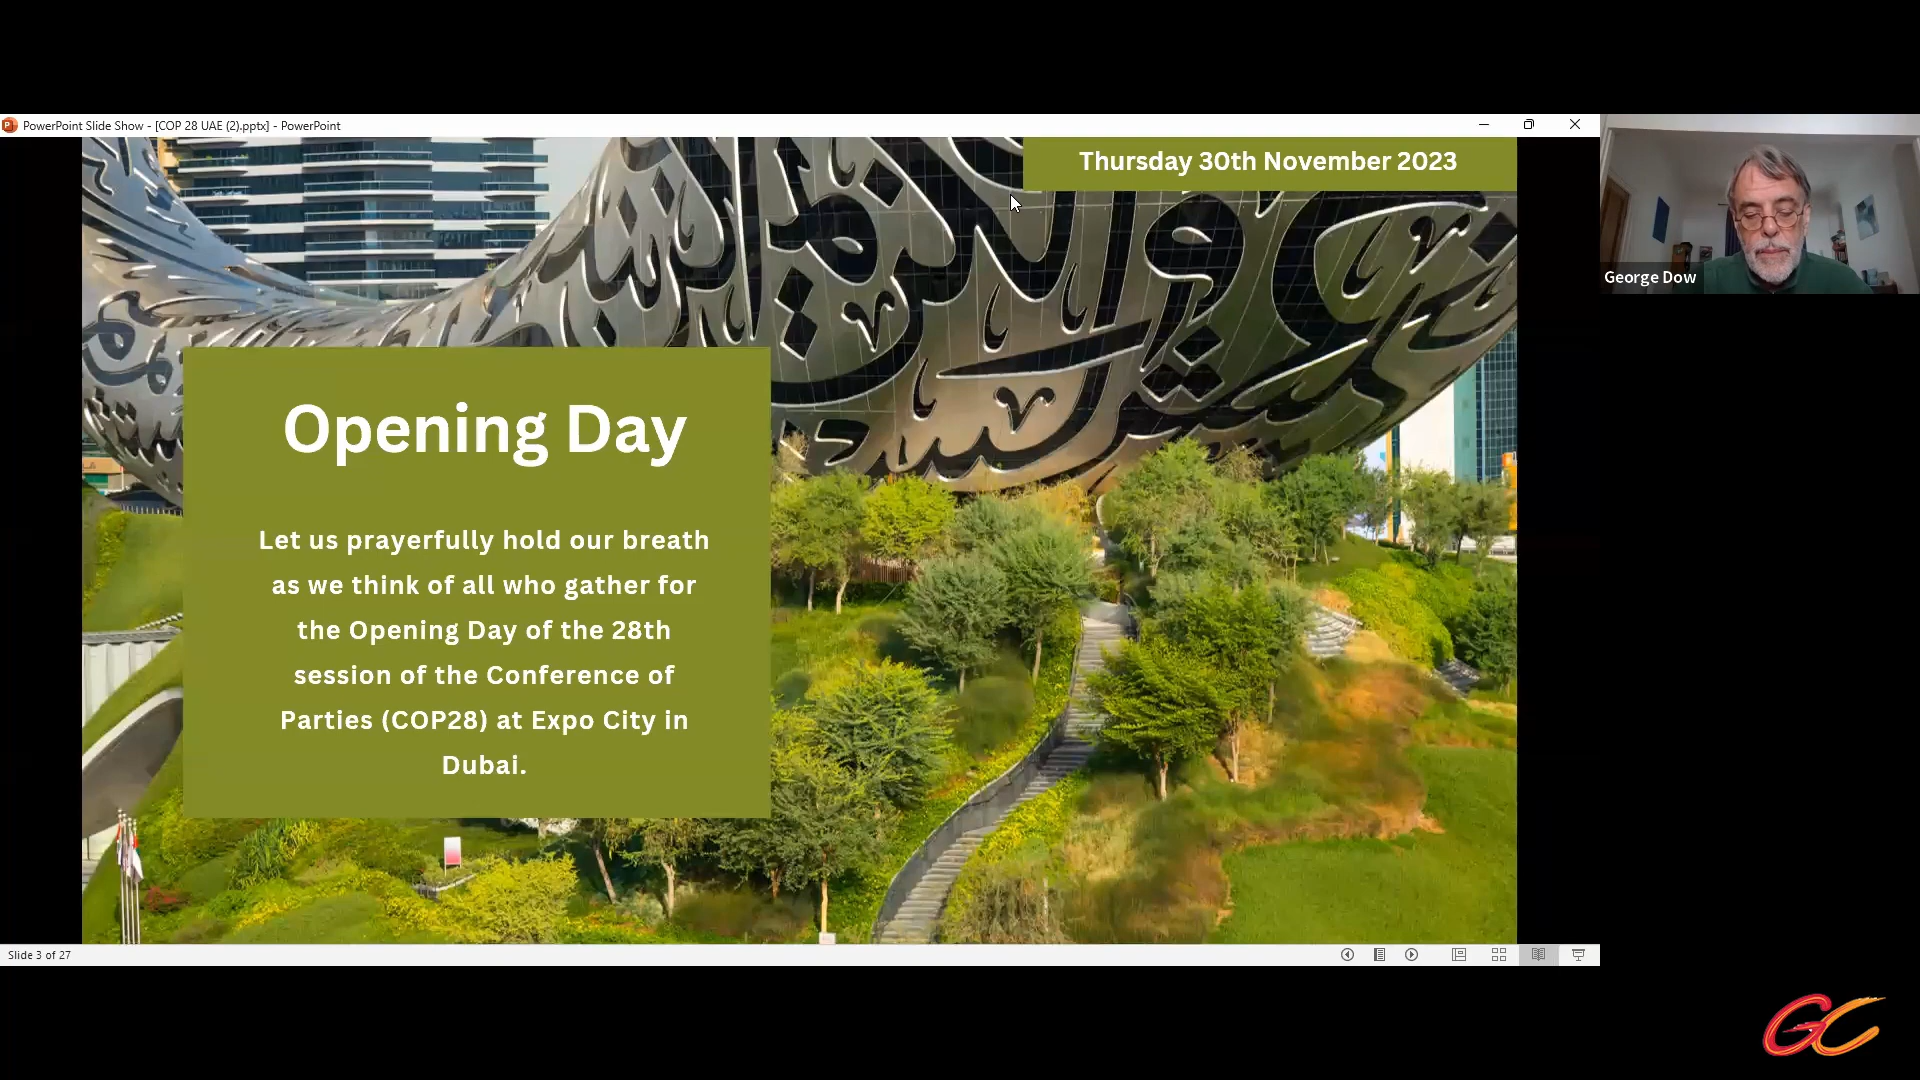 PowerPoint Slide Show - [COP 28 UAE (2).pptx] - PowerPoint
Thursday 30th November 2023
George Dow
Opening Day
Let us prayerfully hold our breath
as we think of all who gather for
the Opening Day of the 28th
session of the Conference of
Parties (COP28) at Expo City in
Dubai.
Slide 3 of 27
GC